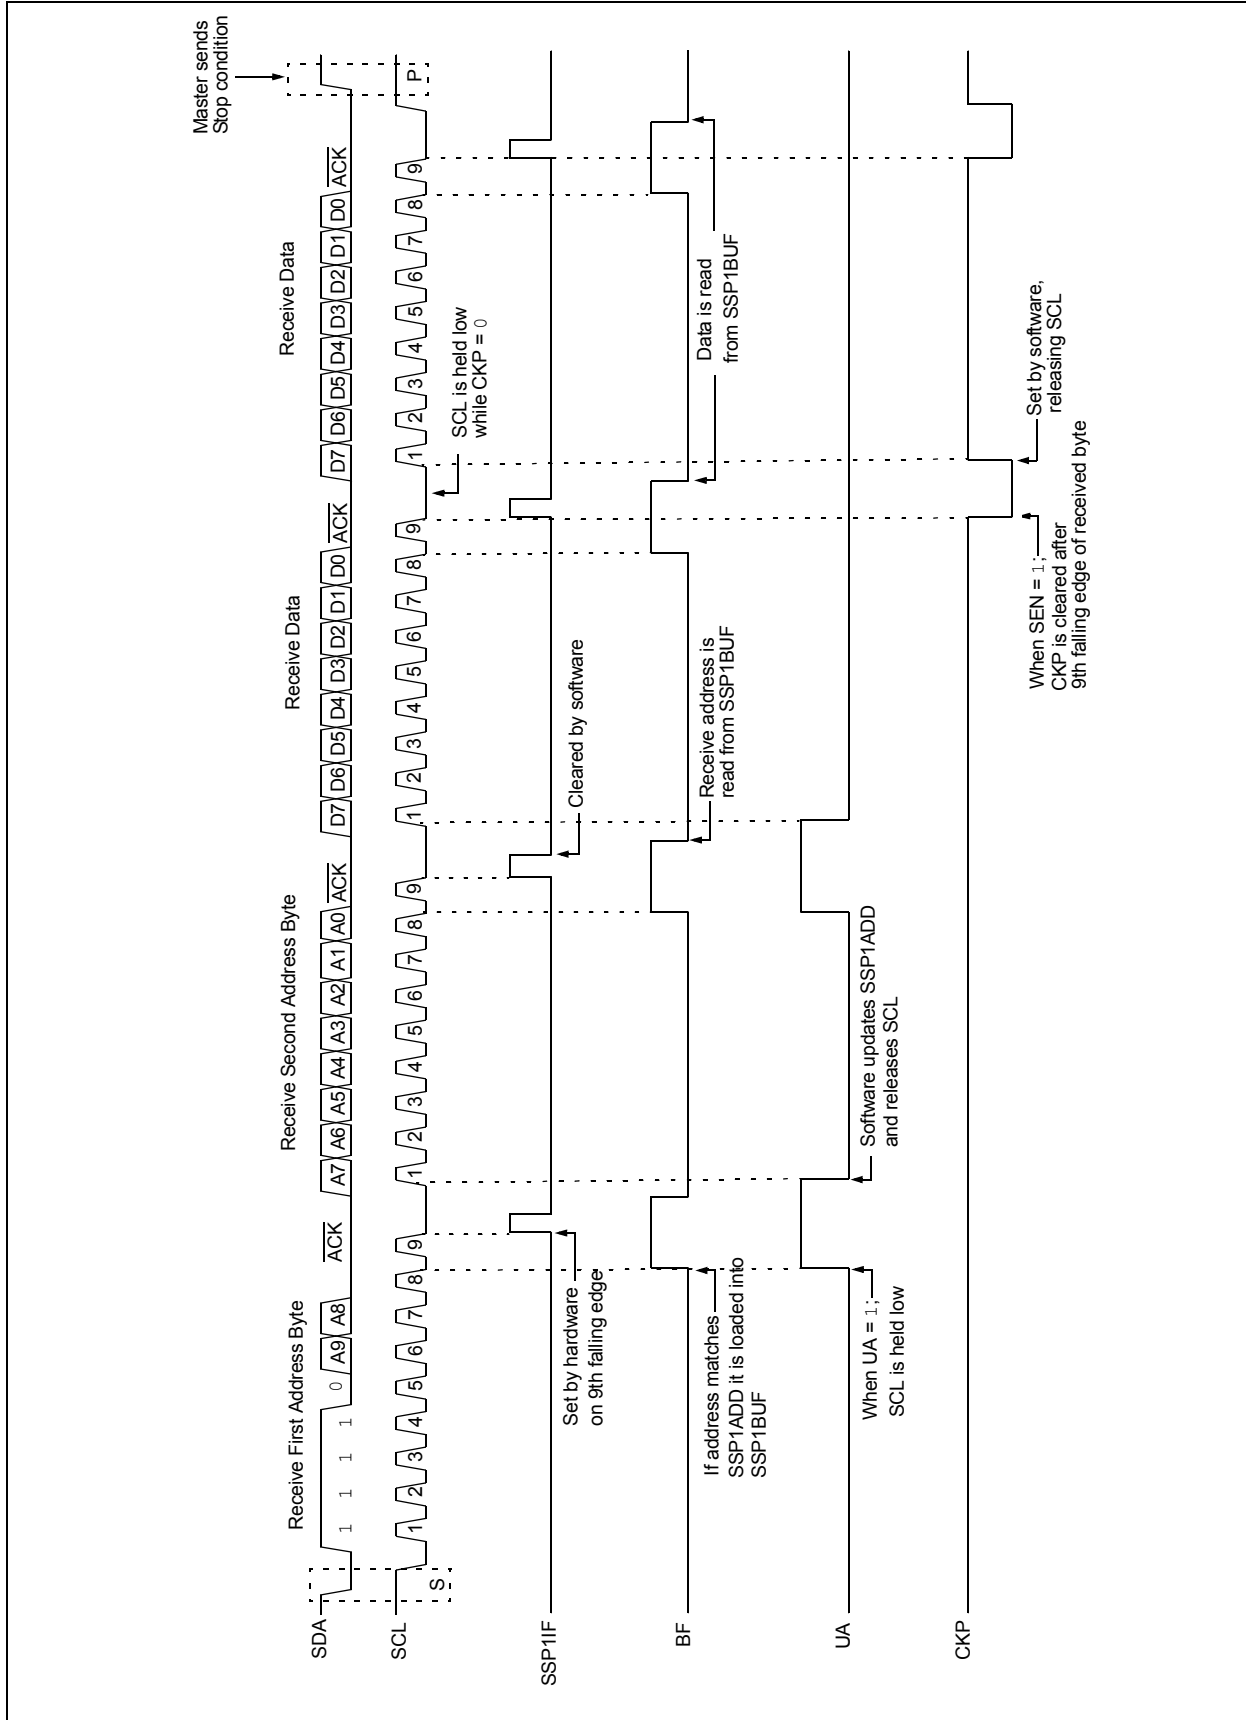 Master sends
Stop condition
Receive First Address Byte
Receive Second Address Byte
Receive Data
Receive Data
SDA
1 1 1 1 0 A9 A8 ACK A7 A6 A5 A4 A3 A2 A1 A0 ACK D7 D6 D5 D4 D3 D2 D1 D0 ACK D7 D6 D5 D4 D3 D2 D1 D0 ACK
SCL
S 1 2 3 4 5 6 7 8 9 1 2 3 4 5 6 7 8 9 1 2 3 4 5 6 7 8 9 1 2 3 4 5 6 7 8 9 P
SCL is held low
while CKP = 0
SSP1IF
Set by hardware
on 9th falling edge
Cleared by software
BF
If address matches
SSP1ADD it is loaded into
SSP1BUF
Receive address is
read from SSP1BUF
Data is read
from SSP1BUF
UA
When UA = 1;
SCL is held low
Software updates SSP1ADD
and releases SCL
CKP
When SEN = 1;
CKP is cleared after
9th falling edge of received byte
Set by software,
releasing SCL